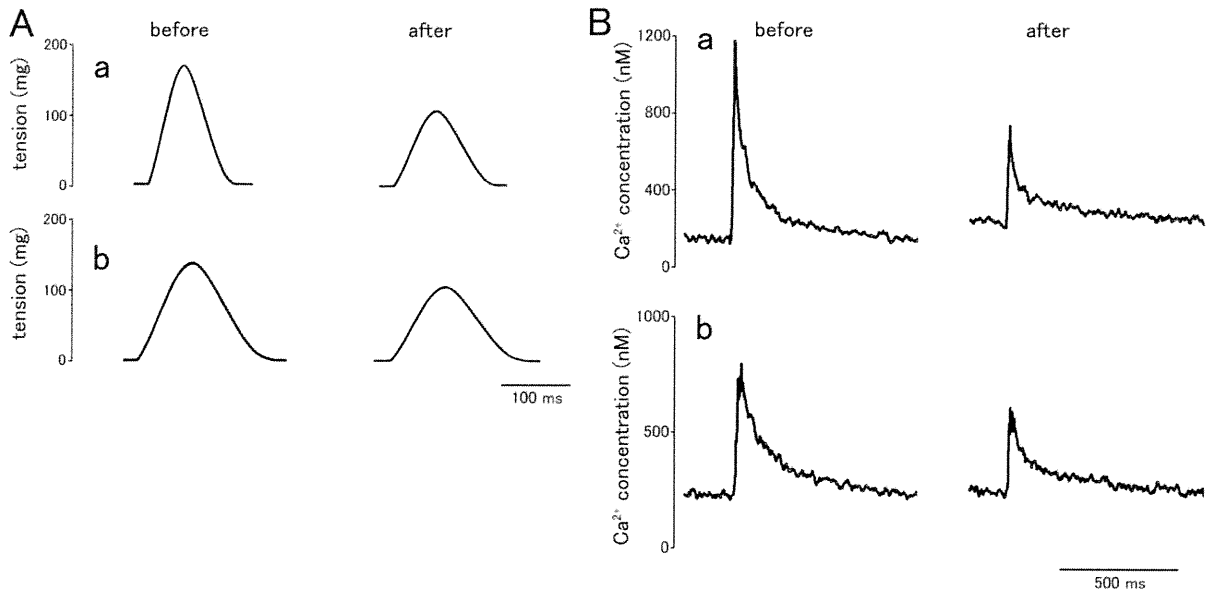 A
before
after
200
100
0
tension (mg)
a
200
100
0
tension (mg)
b
100 ms
B
before
after
1200
800
400
0
Ca²⁺ concentration (nM)
a
1000
500
0
Ca²⁺ concentration (nM)
b
500 ms